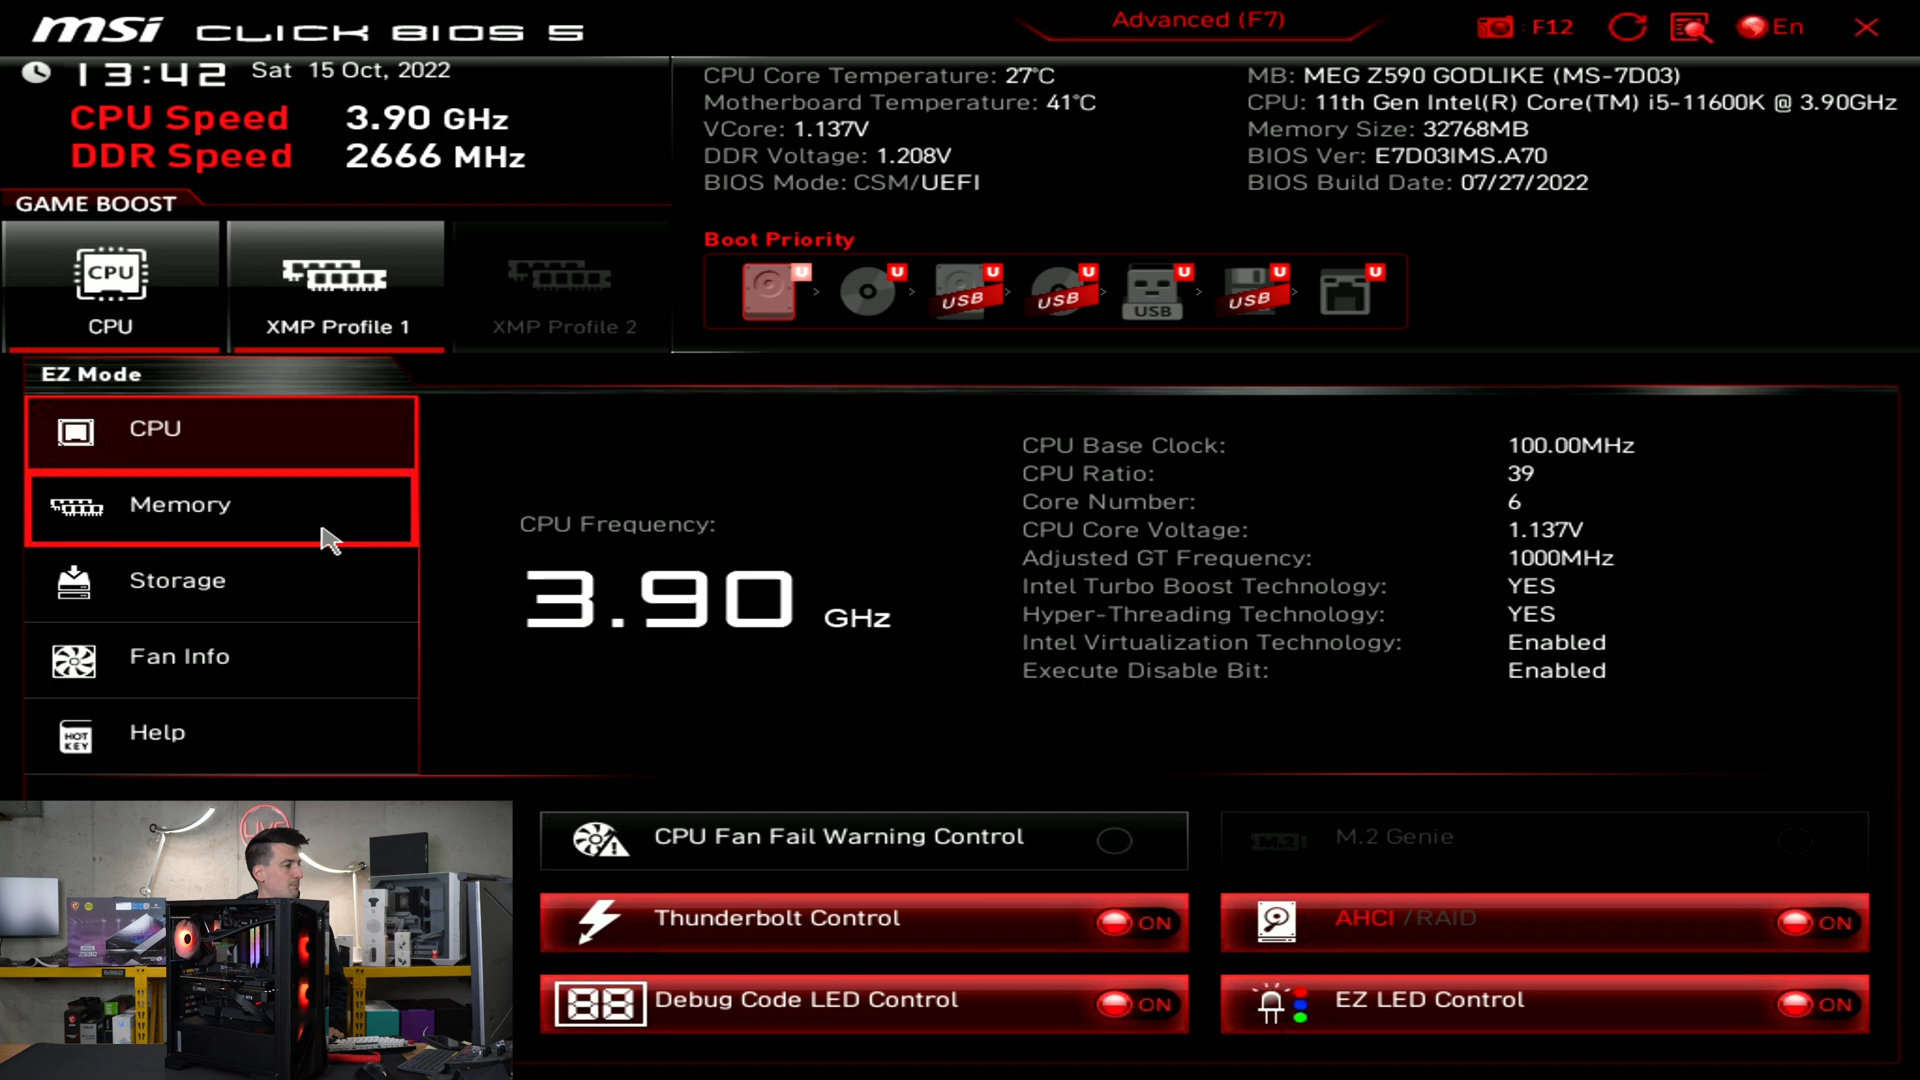 msi CLICK BIOS 5
Advanced (F7)
: F12
En
13:42 Sat 15 Oct, 2022
CPU Speed 3.90 GHz
DDR Speed 2666 MHz
CPU Core Temperature: 27°C
Motherboard Temperature: 41°C
VCore: 1.137V
DDR Voltage: 1.208V
BIOS Mode: CSM/UEFI
MB: MEG Z590 GODLIKE (MS-7D03)
CPU: 11th Gen Intel(R) Core(TM) i5-11600K @ 3.90GHz
Memory Size: 32768MB
BIOS Ver: E7D03IMS.A70
BIOS Build Date: 07/27/2022
GAME BOOST
CPU
CPU
XMP Profile 1
XMP Profile 2
Boot Priority
U
U
U
USB
U
USB
U
USB
U
USB
U
EZ Mode
CPU
Memory
Storage
Fan Info
HOT KEY
Help
CPU Frequency:
3.90 GHz
CPU Base Clock: 100.00MHz
CPU Ratio: 39
Core Number: 6
CPU Core Voltage: 1.137V
Adjusted GT Frequency: 1000MHz
Intel Turbo Boost Technology: YES
Hyper-Threading Technology: YES
Intel Virtualization Technology: Enabled
Execute Disable Bit: Enabled
CPU Fan Fail Warning Control
M.2
M.2 Genie
Thunderbolt Control ON
AHCI /RAID ON
88
Debug Code LED Control ON
EZ LED Control ON
LIVE